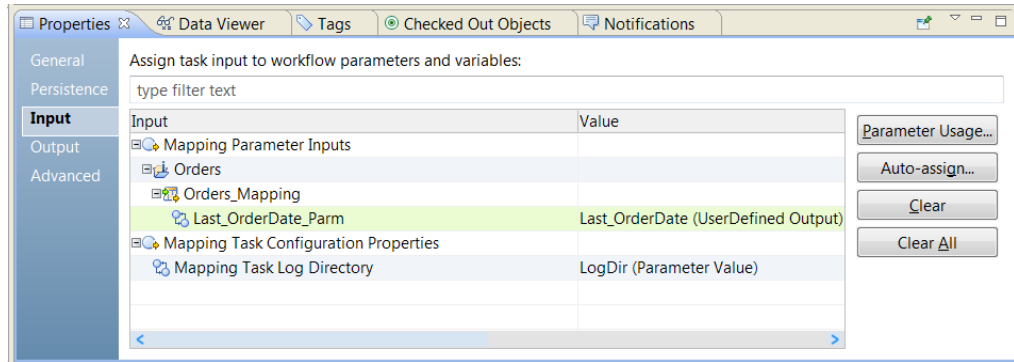 Properties Data Viewer Tags Checked Out Objects Notifications
General
Persistence
Input
Output
Advanced
Assign task input to workflow parameters and variables:
type filter text
Input Value
Mapping Parameter Inputs
Orders
Orders_Mapping
Last_OrderDate_Parm Last_OrderDate (UserDefined Output)
Mapping Task Configuration Properties
Mapping Task Log Directory LogDir (Parameter Value)
Parameter Usage...
Auto-assign...
Clear
Clear All